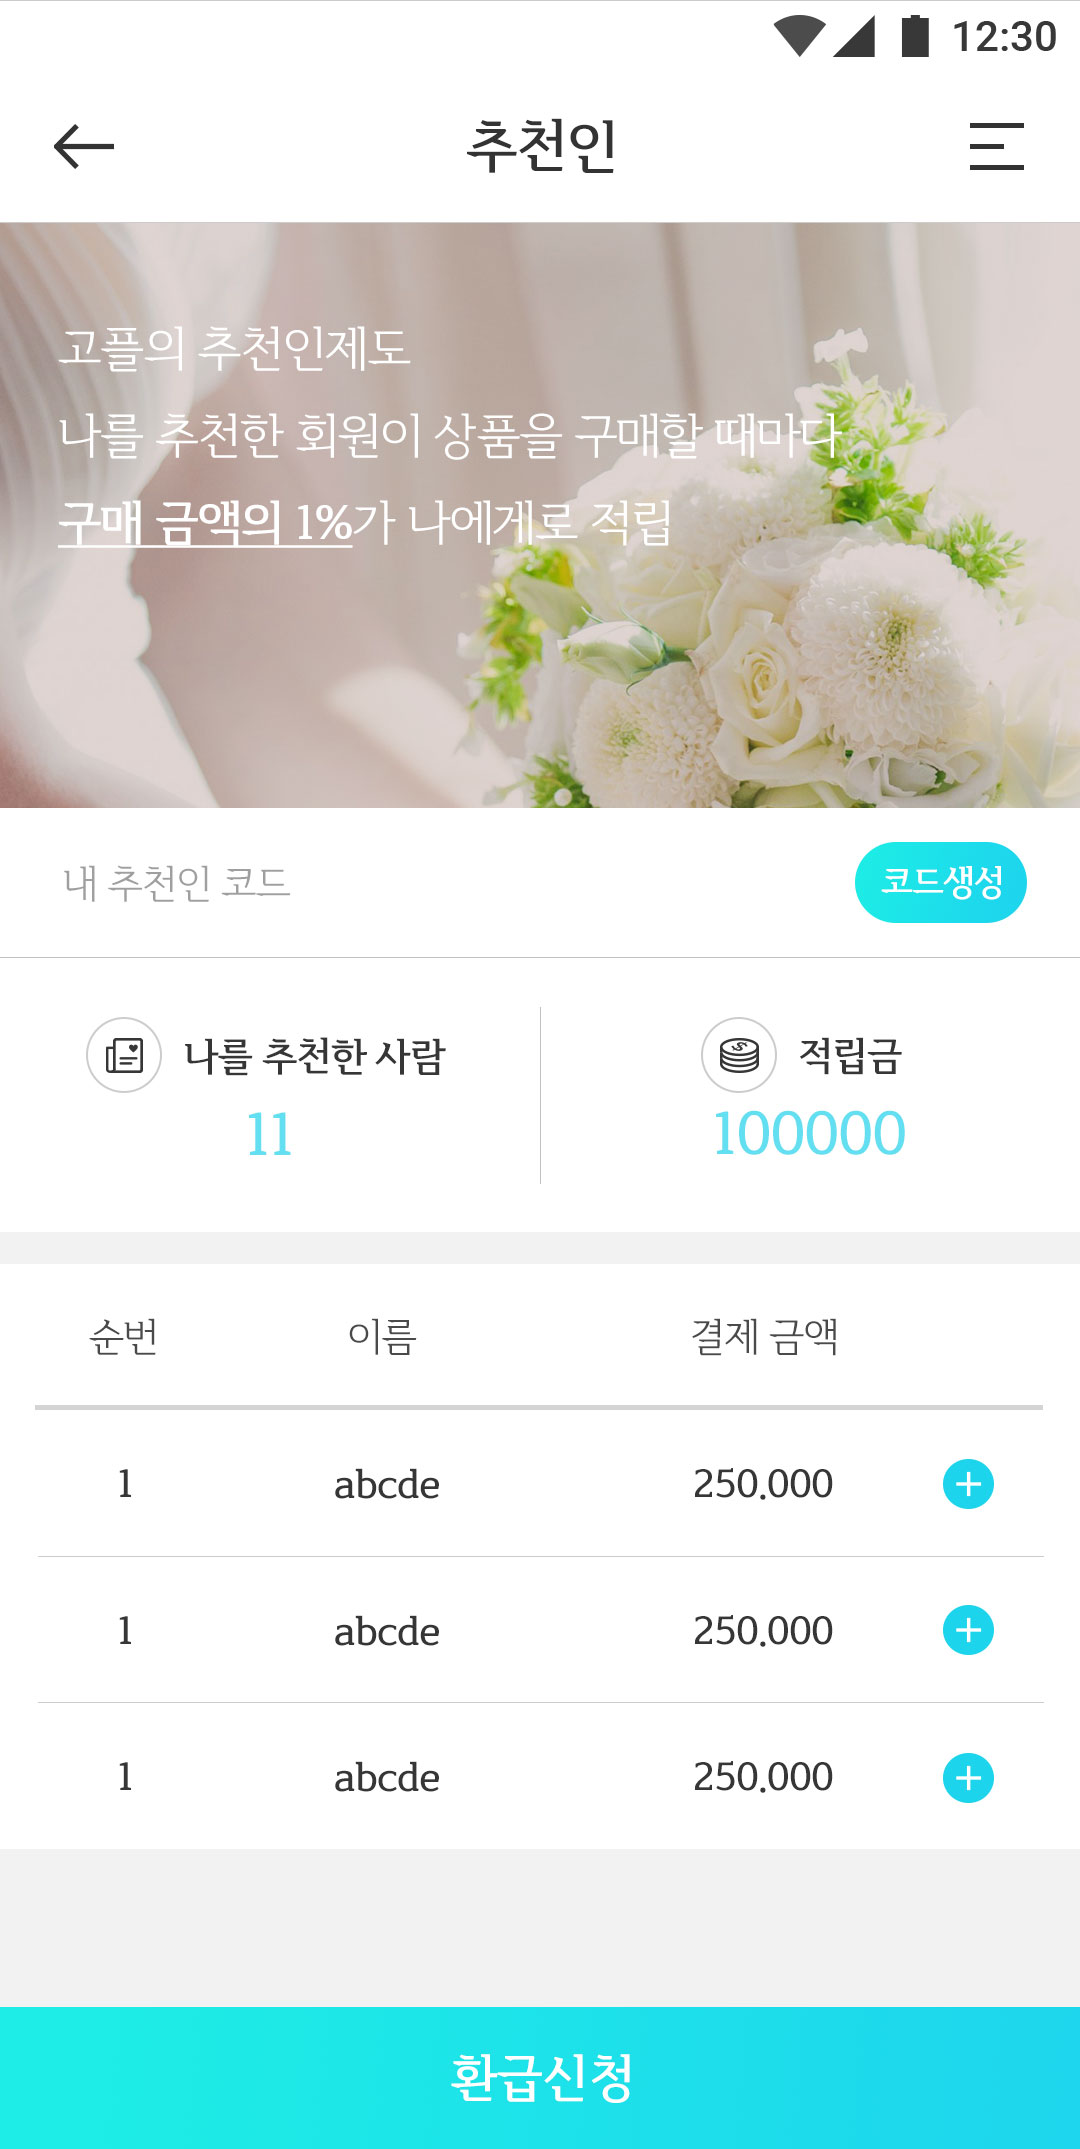 12:30
추천인
고플의 추천인제도
나를 추천한 회원이 상품을 구매할 때마다
구매 금액의 1%가 나에게로 적립
내 추천인 코드
코드생성
나를 추천한 사람
11
적립금
100000
순번 이름 결제 금액
1 abcde 250.000
1 abcde 250.000
1 abcde 250.000
환급신청